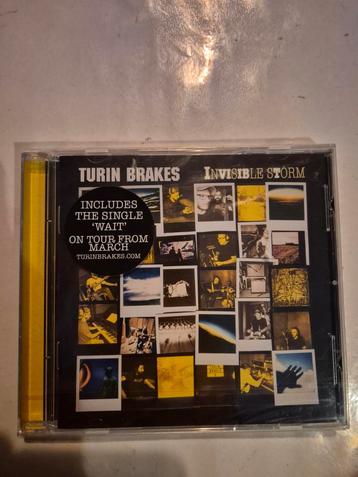 TURIN BRAKES
INVISIBLE STORM
INCLUDES
THE SINGLE
'WAIT'
ON TOUR FROM
MARCH
TURINBRAKES.COM